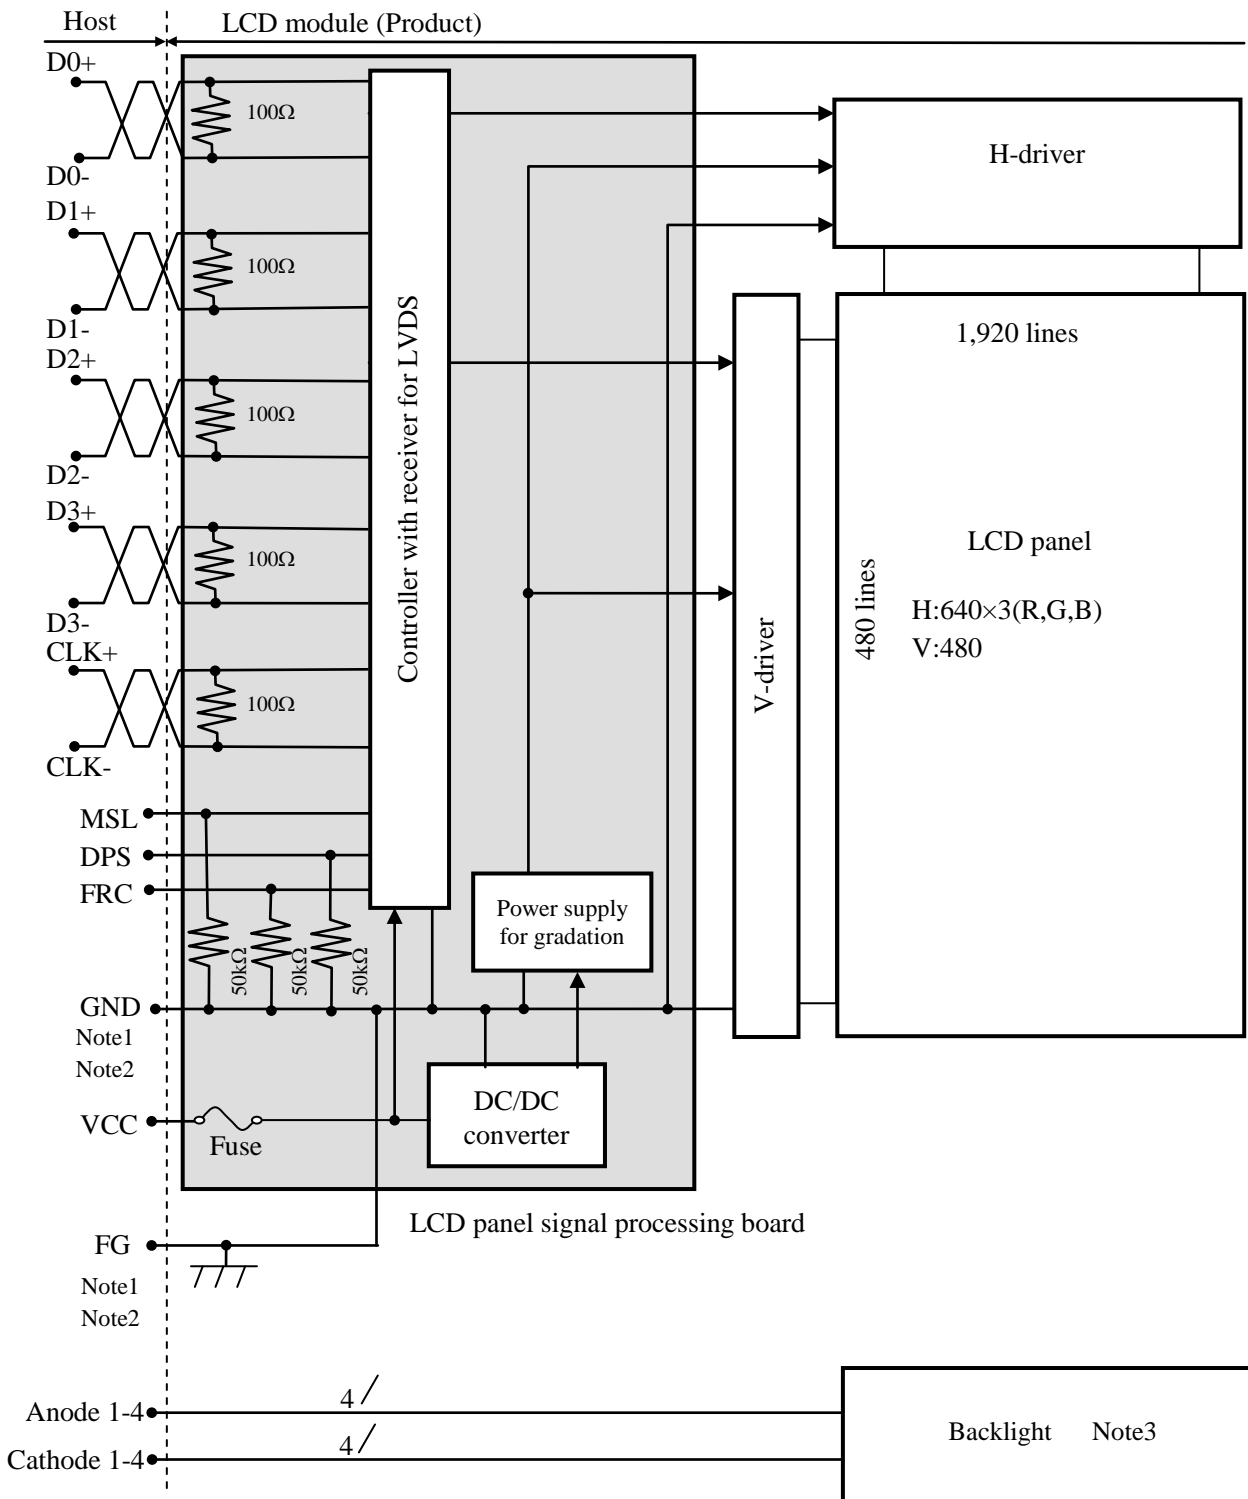 Host
LCD module (Product)
D0+
100Ω
D0-
D1+
100Ω
D1-
D2+
100Ω
D2-
D3+
100Ω
D3-
CLK+
100Ω
CLK-
MSL
DPS
FRC
50kΩ
50kΩ
50kΩ
GND
Note1
Note2
VCC
Fuse
Controller with receiver for LVDS
Power supply
for gradation
DC/DC
converter
LCD panel signal processing board
H-driver
V-driver
1,920 lines
480 lines
LCD panel
H:640×3(R,G,B)
V:480
FG
Note1
Note2
Anode 1-4
4
Cathode 1-4
4
Backlight Note3